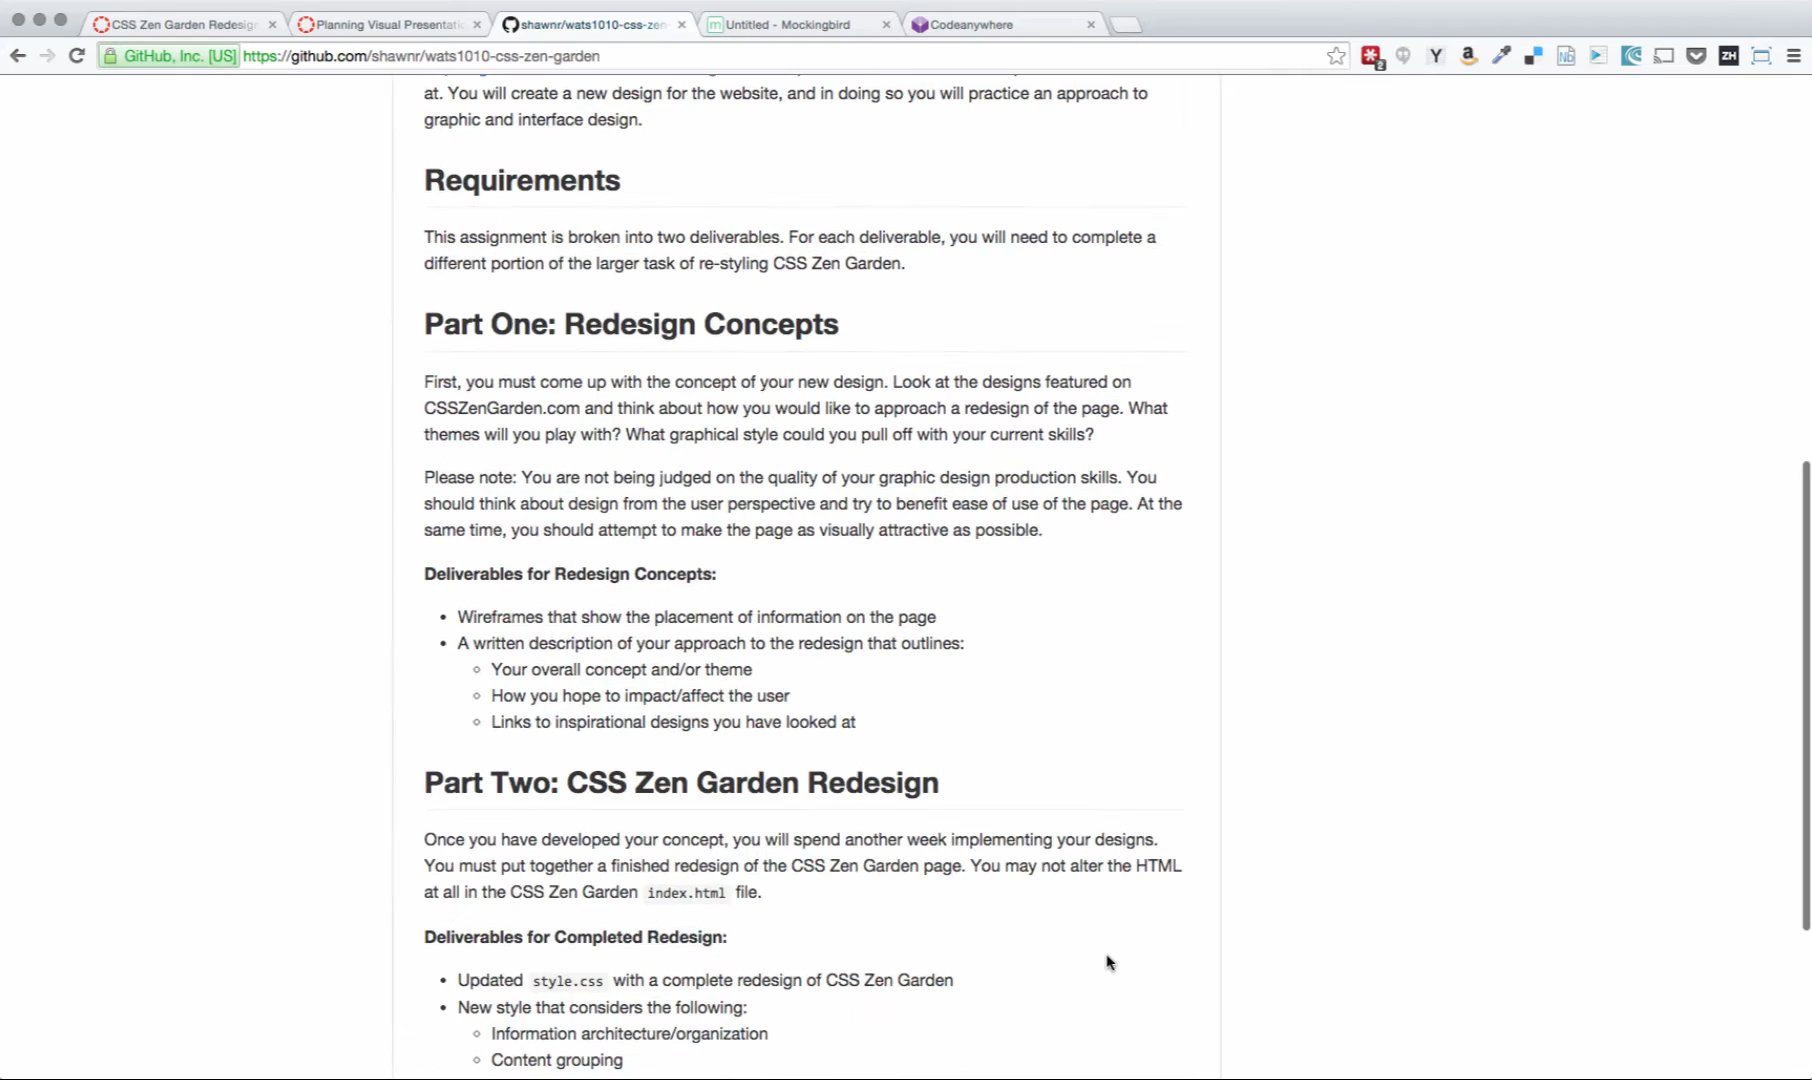 CSS Zen Garden Redesign
Planning Visual Presentatic
shawnr/wats1010-css-zen-
Untitled - Mockingbird
Codeanywhere
GitHub, Inc. [US] https://github.com/shawnr/wats1010-css-zen-garden
at. You will create a new design for the website, and in doing so you will practice an approach to
graphic and interface design.
Requirements
This assignment is broken into two deliverables. For each deliverable, you will need to complete a
different portion of the larger task of re-styling CSS Zen Garden.
Part One: Redesign Concepts
First, you must come up with the concept of your new design. Look at the designs featured on
CSSZenGarden.com and think about how you would like to approach a redesign of the page. What
themes will you play with? What graphical style could you pull off with your current skills?
Please note: You are not being judged on the quality of your graphic design production skills. You
should think about design from the user perspective and try to benefit ease of use of the page. At the
same time, you should attempt to make the page as visually attractive as possible.
Deliverables for Redesign Concepts:
• Wireframes that show the placement of information on the page
• A written description of your approach to the redesign that outlines:
◦ Your overall concept and/or theme
◦ How you hope to impact/affect the user
◦ Links to inspirational designs you have looked at
Part Two: CSS Zen Garden Redesign
Once you have developed your concept, you will spend another week implementing your designs.
You must put together a finished redesign of the CSS Zen Garden page. You may not alter the HTML
at all in the CSS Zen Garden index.html file.
Deliverables for Completed Redesign:
• Updated style.css with a complete redesign of CSS Zen Garden
• New style that considers the following:
◦ Information architecture/organization
◦ Content grouping